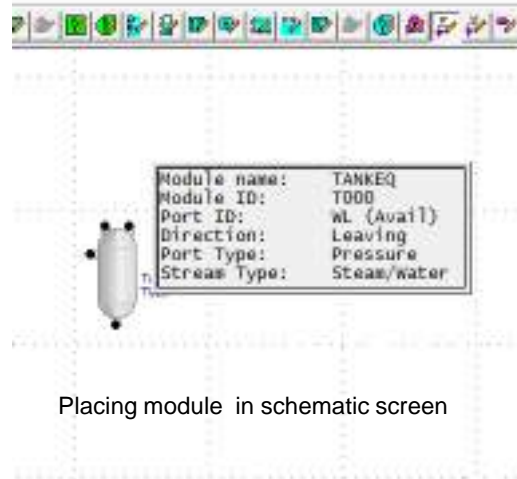 Module name: TANKEQ
Module ID: T000
Port ID: WL (Avail)
Direction: Leaving
Port Type: Pressure
Stream Type: Steam/Water
Placing module in schematic screen